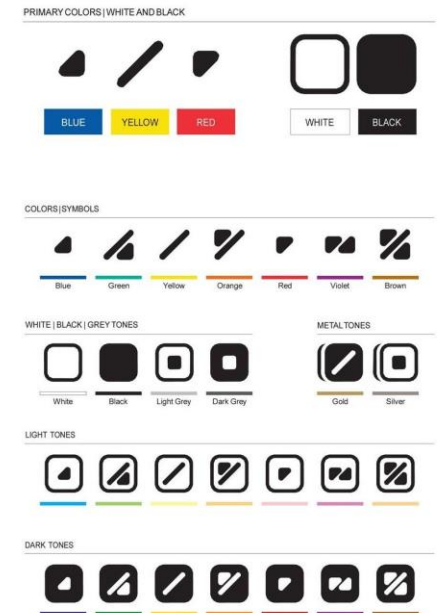 PRIMARY COLORS | WHITE AND BLACK
BLUE YELLOW RED WHITE BLACK
COLORS | SYMBOLS
Blue Green Yellow Orange Red Violet Brown
WHITE | BLACK | GREY TONES METAL TONES
White Black Light Grey Dark Grey Gold Silver
LIGHT TONES
DARK TONES